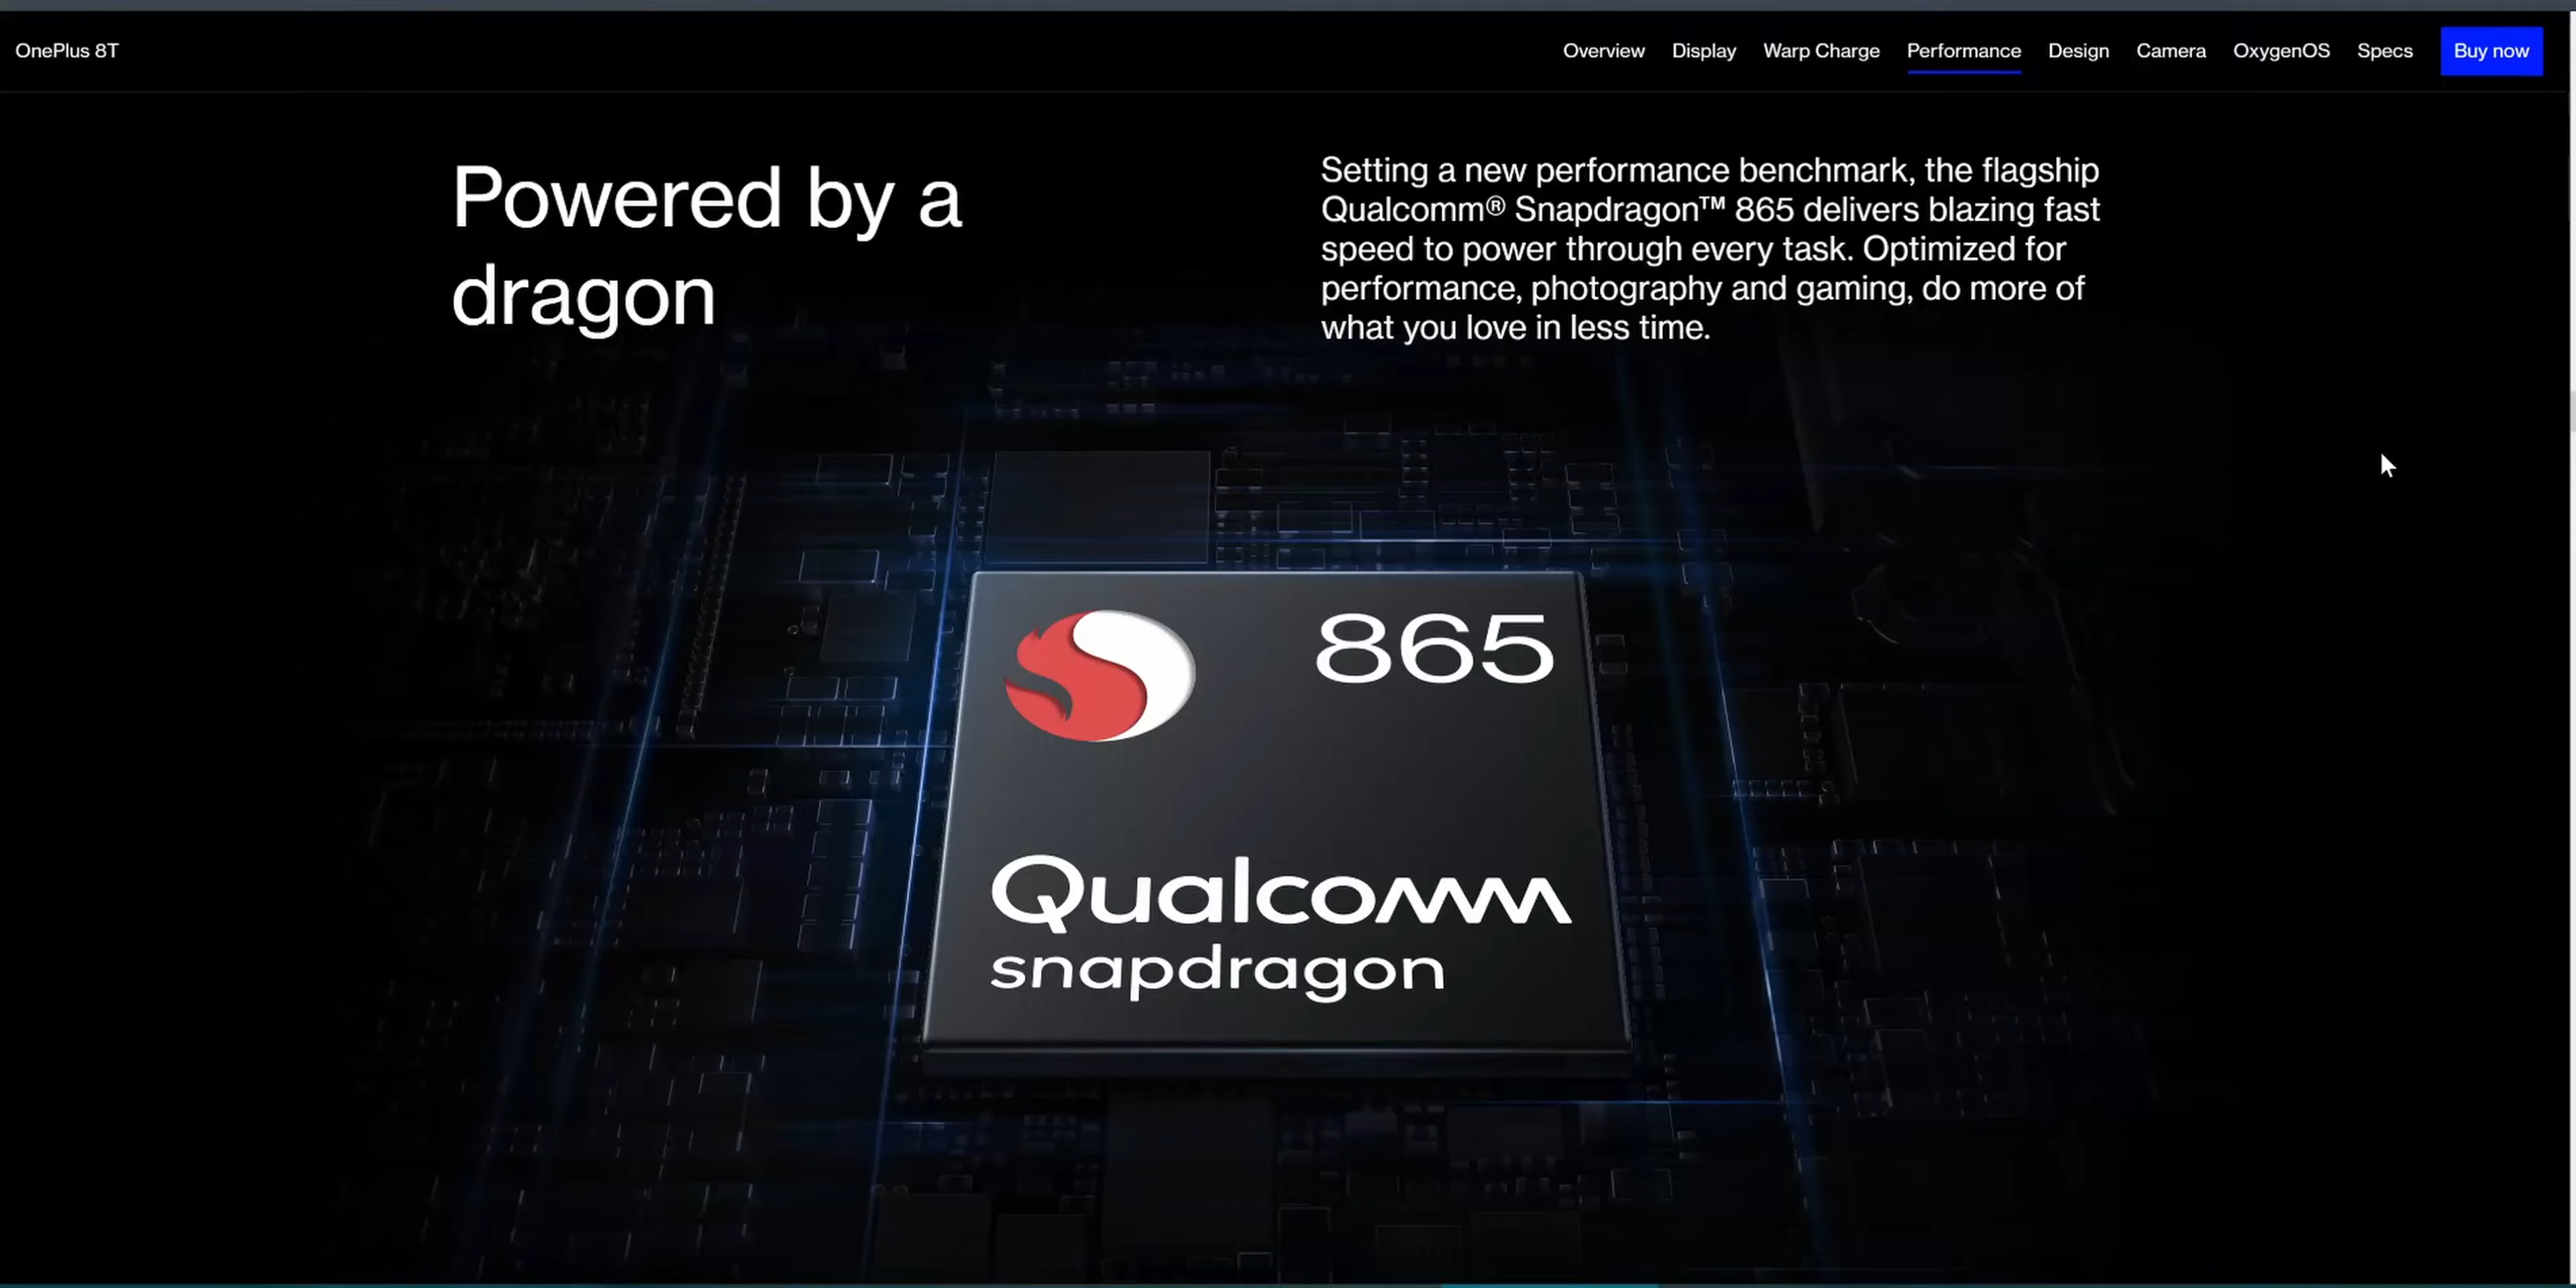 OnePlus 8T
Overview Display Warp Charge Performance Design Camera OxygenOS Specs Buy now
Powered by a
dragon
Setting a new performance benchmark, the flagship
Qualcomm® Snapdragon™ 865 delivers blazing fast
speed to power through every task. Optimized for
performance, photography and gaming, do more of
what you love in less time.
865
Qualcomm
snapdragon